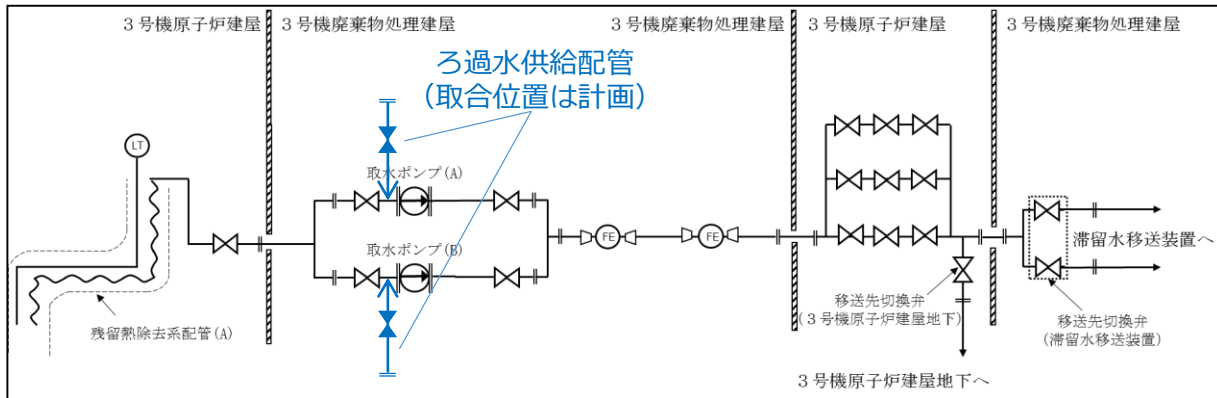 3号機原子炉建屋
3号機廃棄物処理建屋
3号機廃棄物処理建屋
3号機原子炉建屋
3号機廃棄物処理建屋
ろ過水供給配管
(取合位置は計画)
LT
取水ポンプ(A)
取水ポンプ(B)
FE
FE
滞留水移送装置へ
残留熱除去系配管(A)
移送先切換弁
(3号機原子炉建屋地下)
移送先切換弁
(滞留水移送装置)
3号機原子炉建屋地下へ